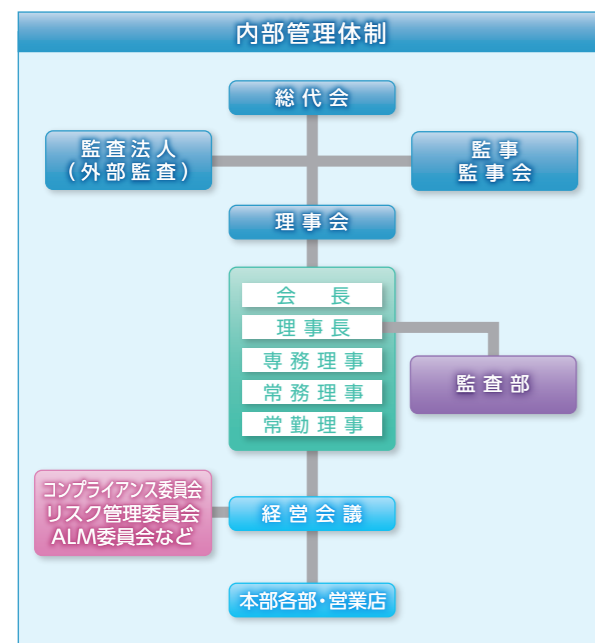 内部管理体制
総代会
監査法人
（外部監査）
監事
監事会
理事会
会長
理事長
専務理事
常務理事
常勤理事
監査部
コンプライアンス委員会
リスク管理委員会
ALM委員会など
経営会議
本部各部・営業店